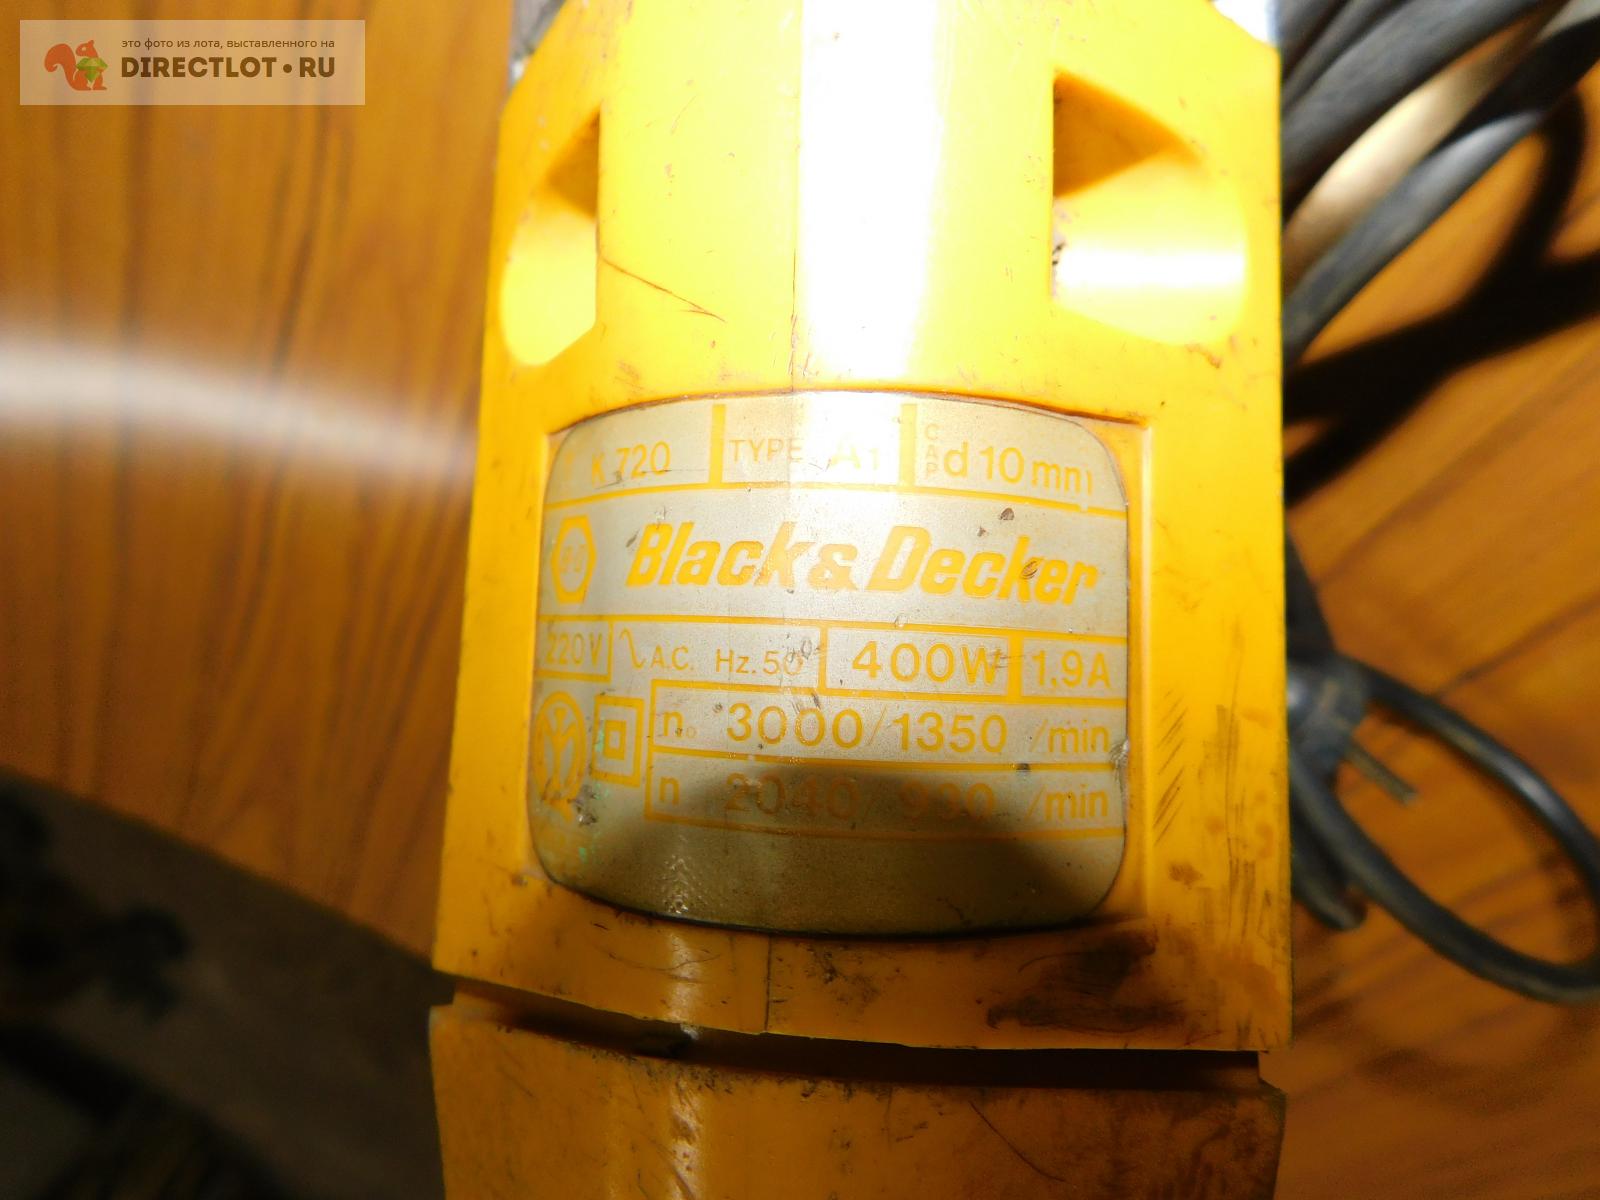 это фото из лота, выставленного на
DIRECTLOT•RU
K 720 TYPE A1 CAP d 10 mm
Black & Decker
220V A.C. Hz. 50 400W 1,9A
n₀ 3000/1350 /min
n 2040/ 930 /min